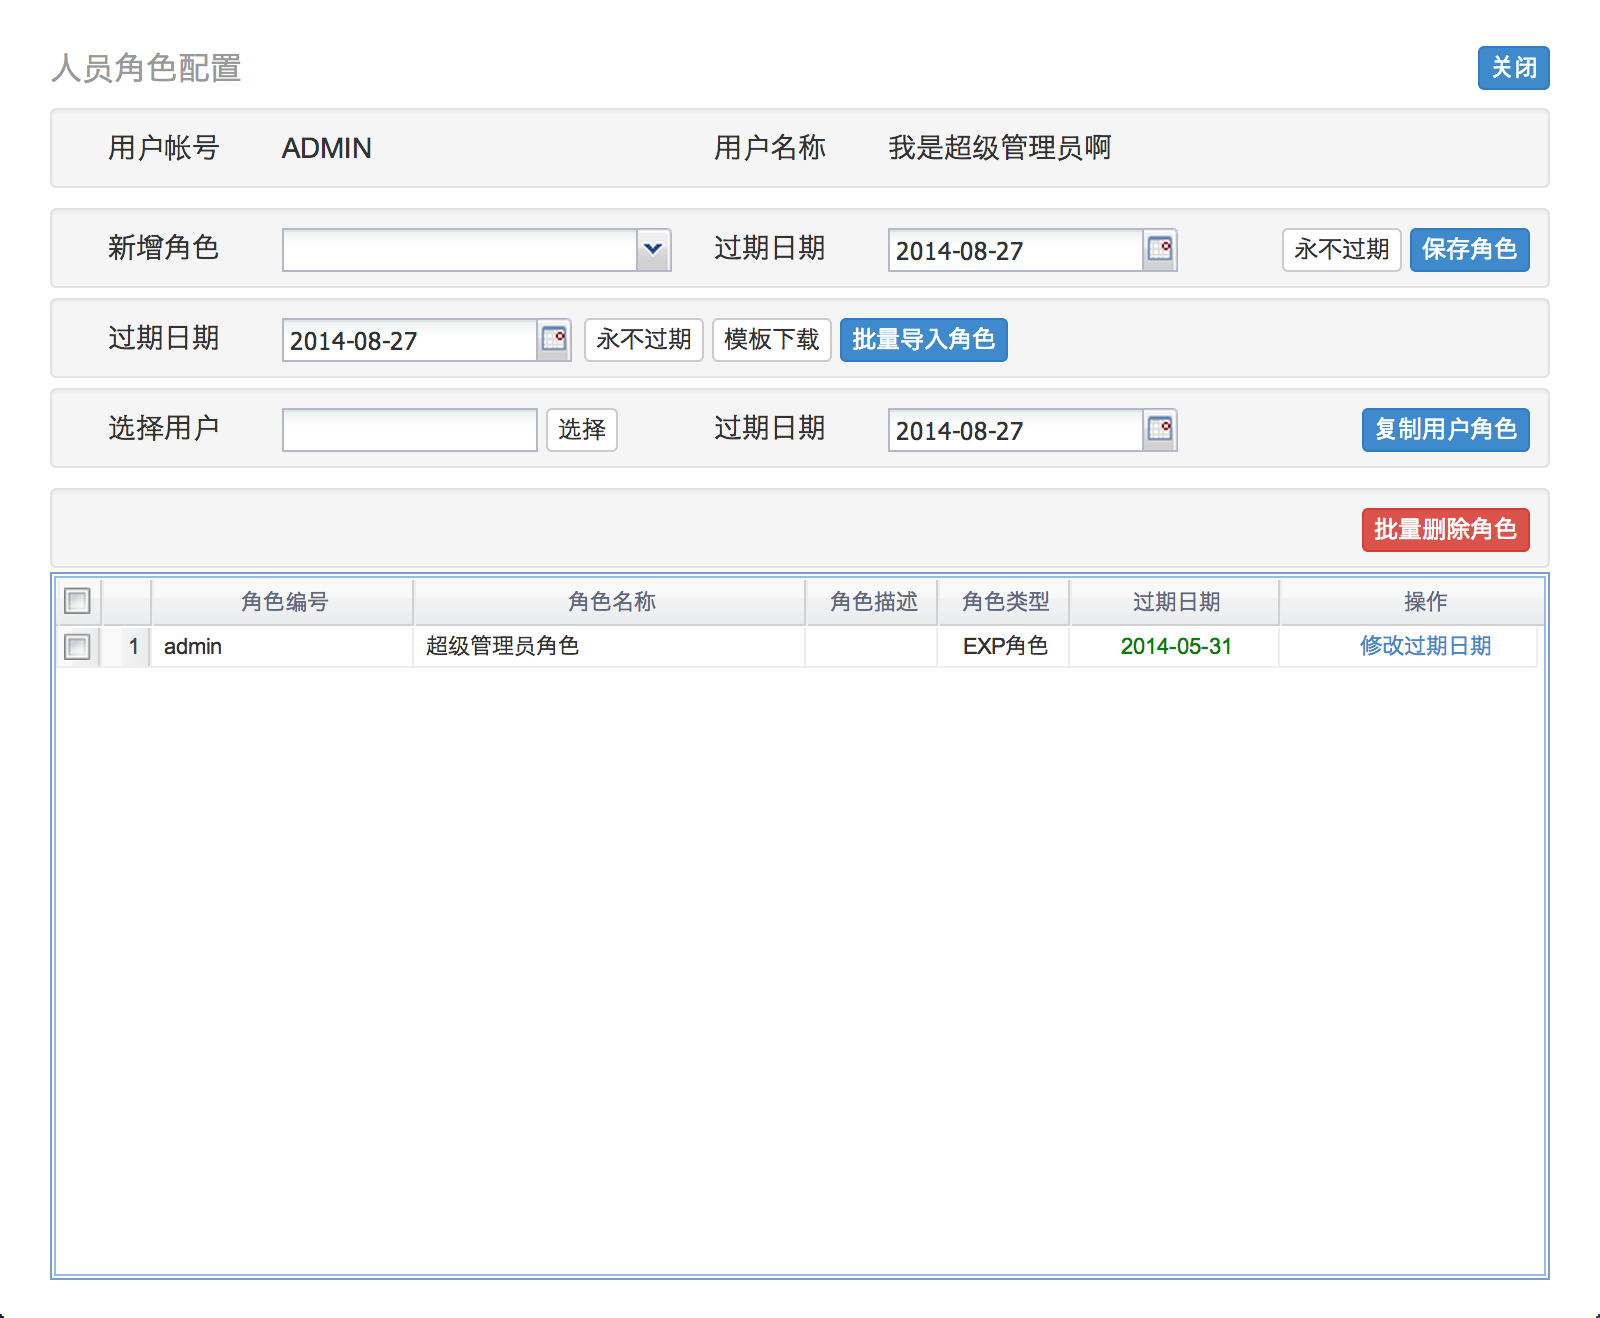 人员角色配置 关闭
用户帐号 ADMIN 用户名称 我是超级管理员啊
新增角色 过期日期 2014-08-27 永不过期 保存角色
过期日期 2014-08-27 永不过期 模板下载 批量导入角色
选择用户 选择 过期日期 2014-08-27 复制用户角色
批量删除角色
角色编号 角色名称 角色描述 角色类型 过期日期 操作
1 admin 超级管理员角色 EXP角色 2014-05-31 修改过期日期